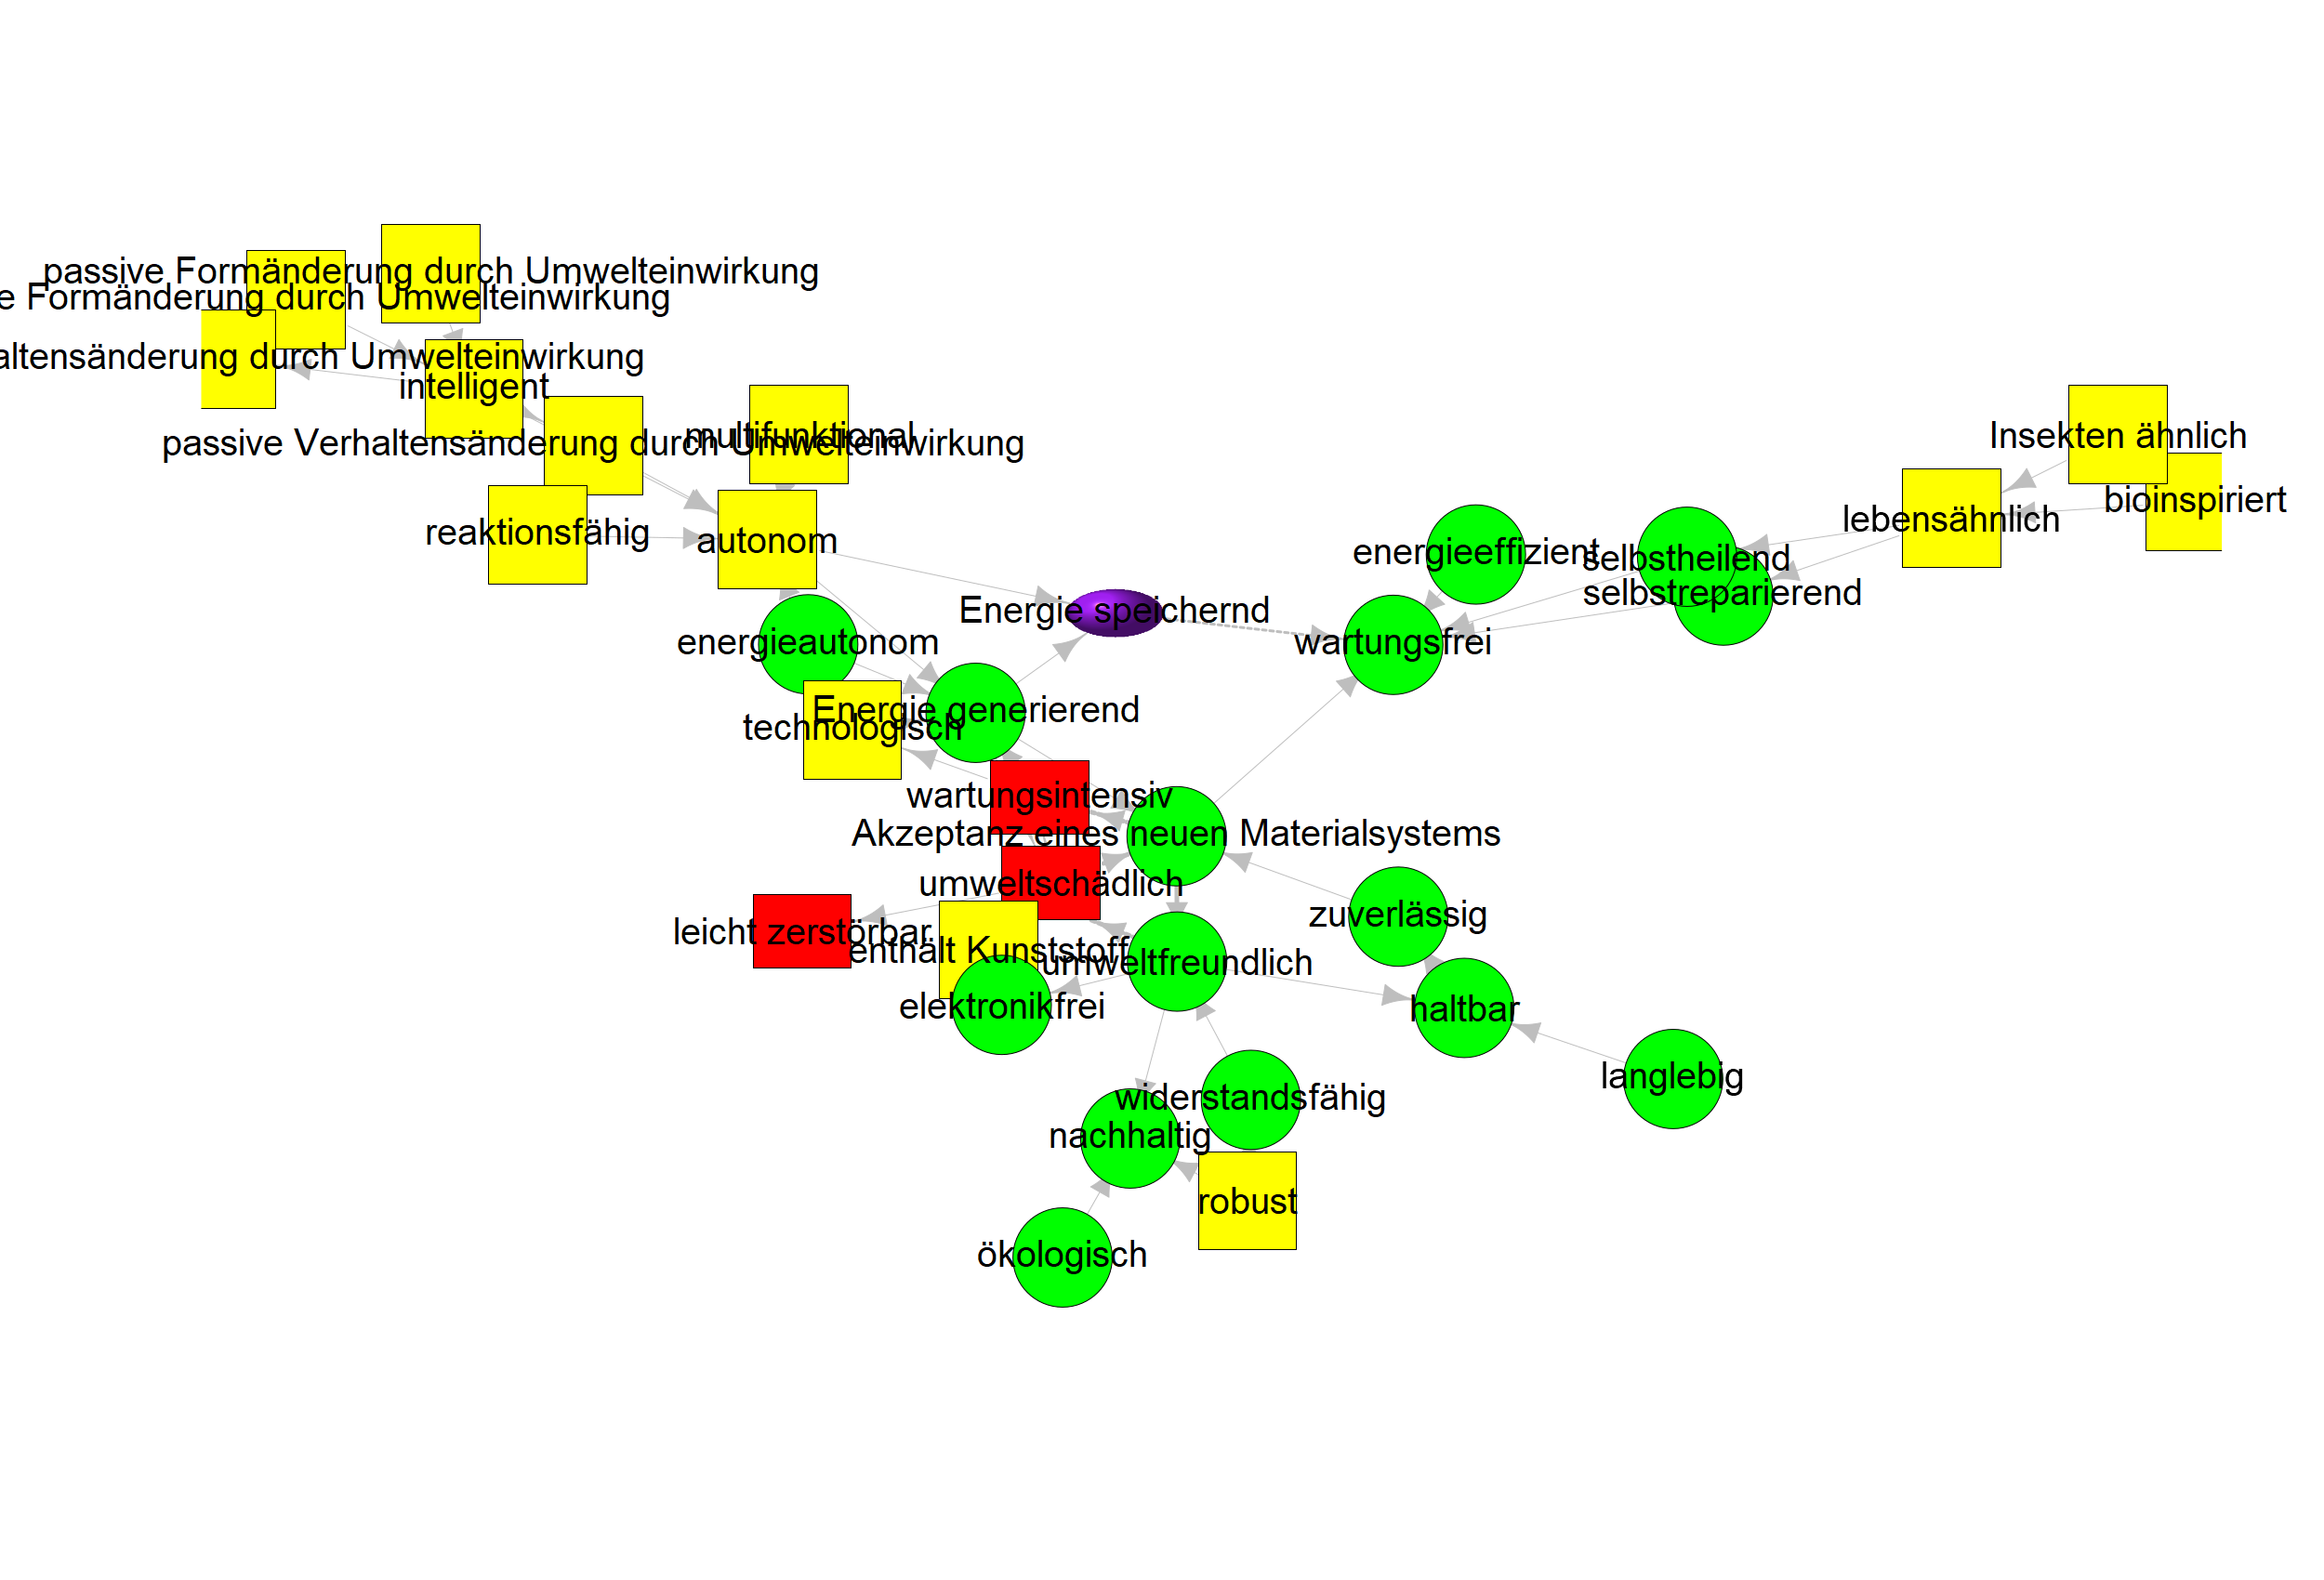 passive Formänderung durch Umwelteinwirkung
e Formänderung durch Umwelteinwirkung
altensänderung durch Umwelteinwirkung
intelligent
multifunktional
passive Verhaltensänderung durch Umwelteinwirkung
Insekten ähnlich
bioinspiriert
lebensähnlich
reaktionsfähig
autonom
energieeffizient
selbstheilend
selbstreparierend
Energie speichernd
energieautonom
wartungsfrei
Energie generierend
technologisch
wartungsintensiv
Akzeptanz eines neuen Materialsystems
umweltschädlich
zuverlässig
leicht zerstörbar
enthält Kunststoff
umweltfreundlich
elektronikfrei
haltbar
langlebig
widerstandsfähig
nachhaltig
robust
ökologisch